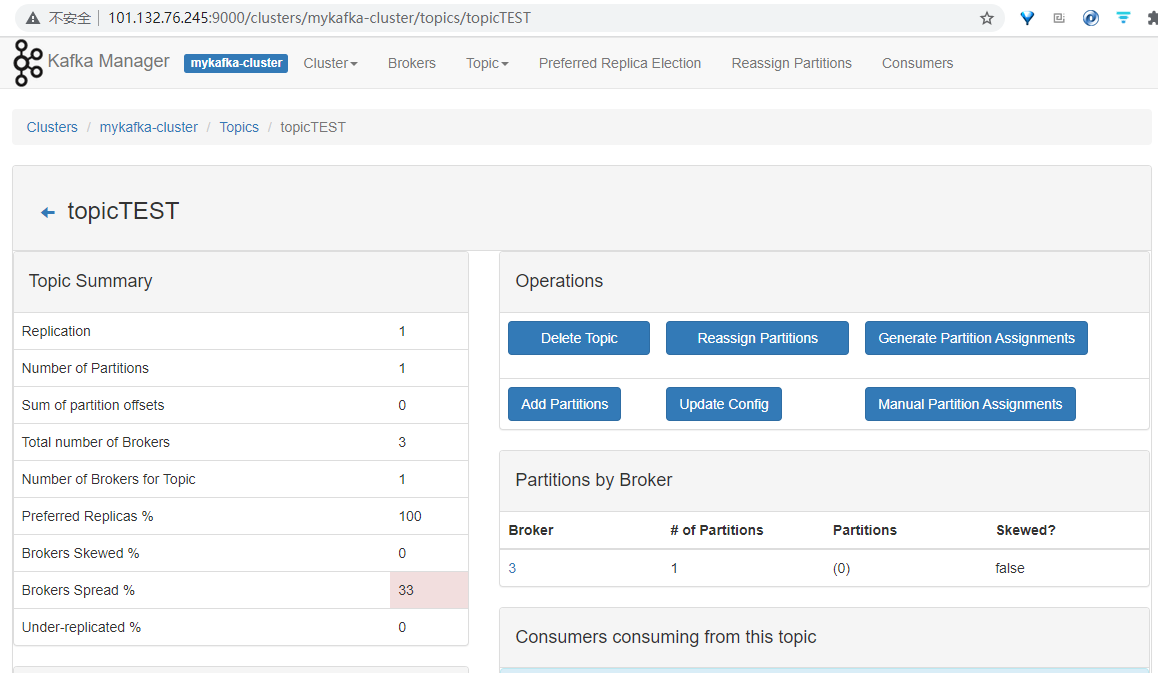 不安全 | 101.132.76.245:9000/clusters/mykafka-cluster/topics/topicTEST
Kafka Manager mykafka-cluster Cluster Brokers Topic Preferred Replica Election Reassign Partitions Consumers
Clusters / mykafka-cluster / Topics / topicTEST
topicTEST
Topic Summary
Replication 1
Number of Partitions 1
Sum of partition offsets 0
Total number of Brokers 3
Number of Brokers for Topic 1
Preferred Replicas % 100
Brokers Skewed % 0
Brokers Spread % 33
Under-replicated % 0
Operations
Delete Topic Reassign Partitions Generate Partition Assignments
Add Partitions Update Config Manual Partition Assignments
Partitions by Broker
Broker # of Partitions Partitions Skewed?
3 1 (0) false
Consumers consuming from this topic